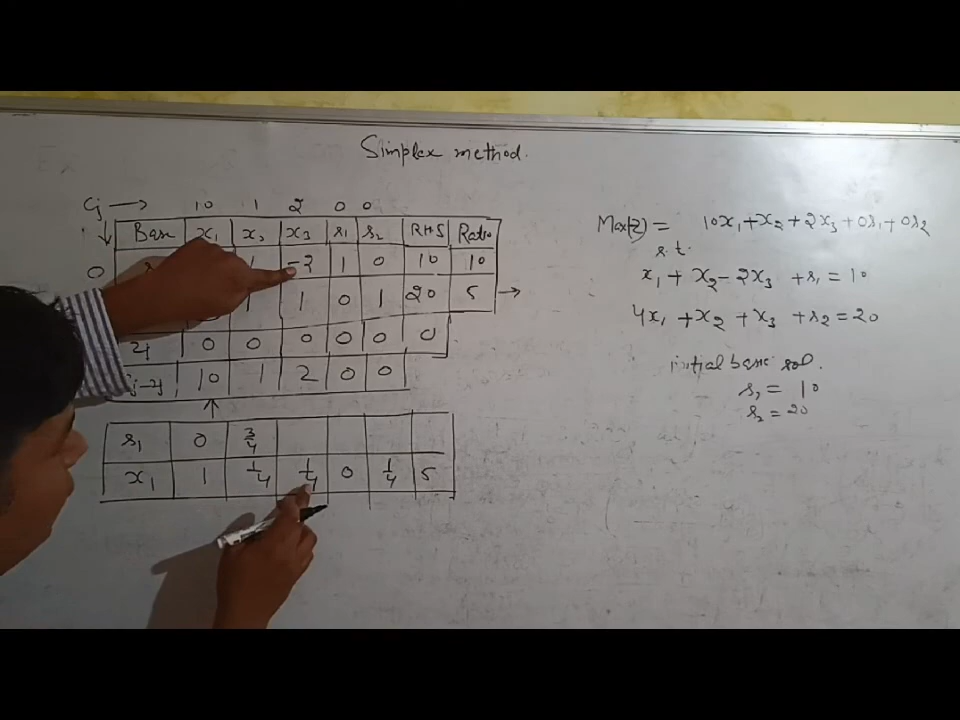 Simplex method.
Cj → 10 1 2 0 0
Base x₁ x₂ x₃ s₁ s₂ RHS Ratio
0 1 -2 1 0 10 10
1 1 0 1 20 5 →
Zj 0 0 0 0 0 0
j-zj 10 1 2 0 0
s₁ 0 3/4
x₁ 1 1/4 1/4 0 1/4 5
Max(Z) = 10x₁+x₂+2x₃+0s₁+0s₂
s.t.
x₁ + x₂ - 2x₃ + s₁ = 10
4x₁ + x₂ + x₃ + s₂ = 20
initial basic sol.
s₁ = 10
s₂ = 20